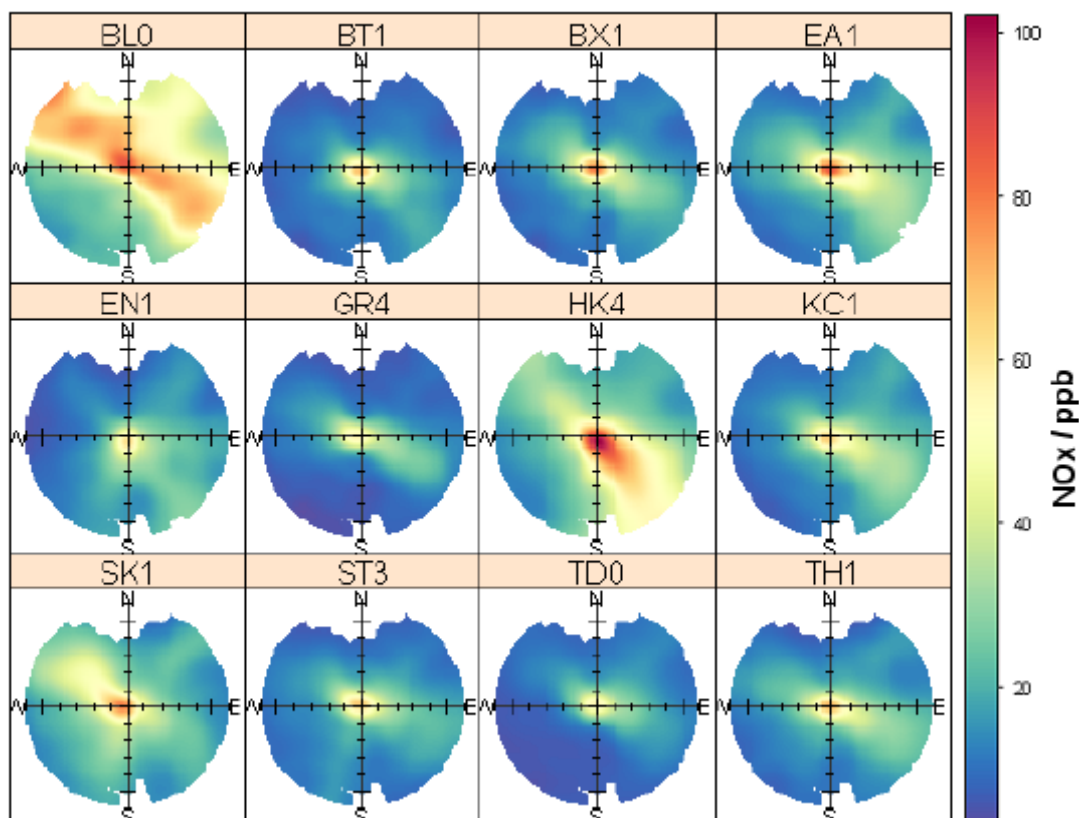 BL0 BT1 BX1 EA1
N N N N
W E W E W E W E
S S S S
EN1 GR4 HK4 KC1
N N N N
W E W E W E W E
S S S S
SK1 ST3 TD0 TH1
N N N N
W E W E W E W E
S S S S
100
80
60
40
20
NOx / ppb